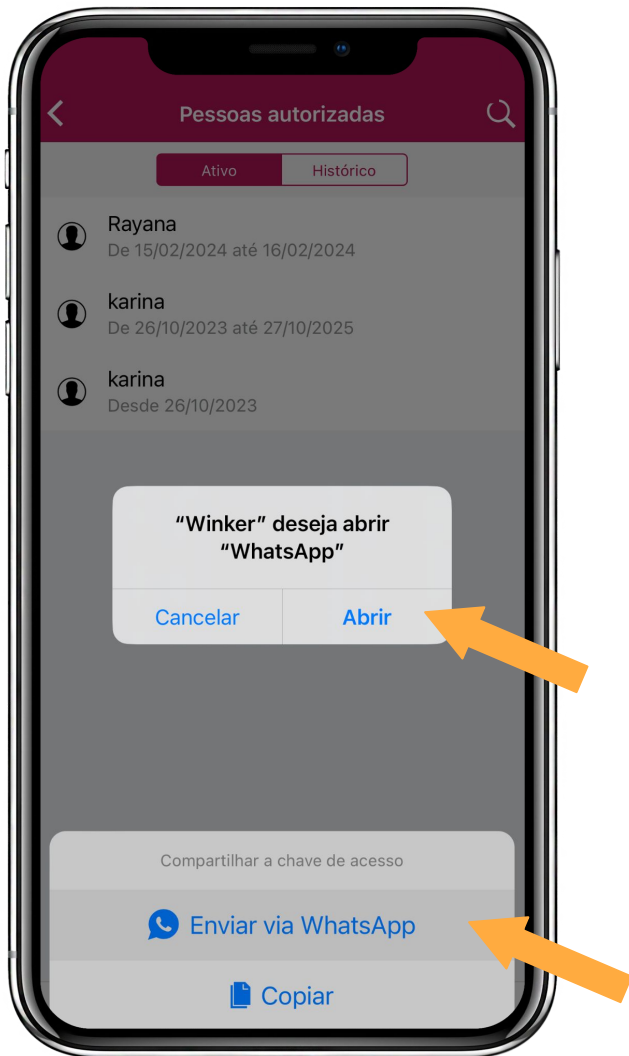 Pessoas autorizadas
Ativo
Histórico
Rayana
De 15/02/2024 até 16/02/2024
karina
De 26/10/2023 até 27/10/2025
karina
Desde 26/10/2023
“Winker” deseja abrir
“WhatsApp”
Cancelar
Abrir
Compartilhar a chave de acesso
Enviar via WhatsApp
Copiar